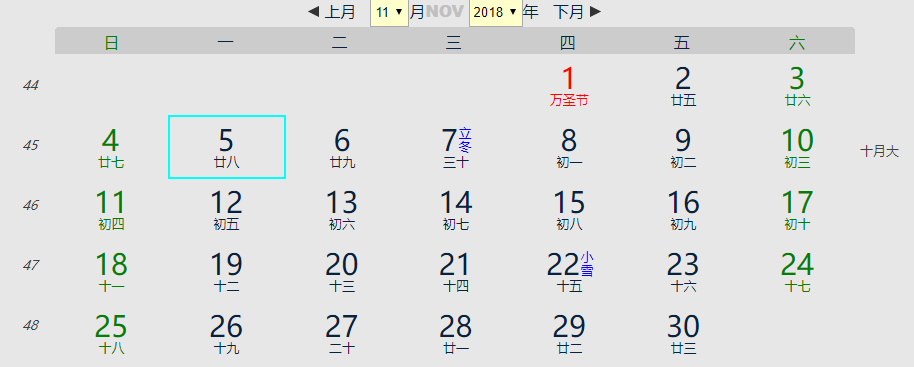 ◀ 上月 11 月NOV 2018 年 下月 ▶
日 一 二 三 四 五 六
44 1 2 3
万圣节 廿五 廿六
45 4 5 6 7 立冬 8 9 10
廿七 廿八 廿九 三十 初一 初二 初三 十月大
46 11 12 13 14 15 16 17
初四 初五 初六 初七 初八 初九 初十
47 18 19 20 21 22 小雪 23 24
十一 十二 十三 十四 十五 十六 十七
48 25 26 27 28 29 30
十八 十九 二十 廿一 廿二 廿三